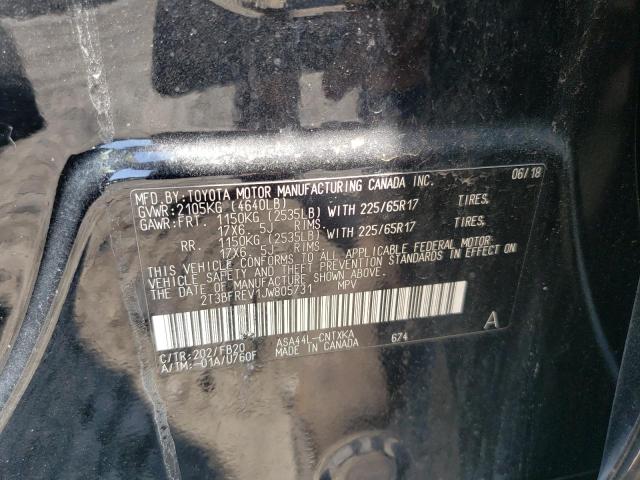 MFD.BY:TOYOTA MOTOR MANUFACTURING CANADA INC. 06/18
GVWR:2105KG (4640LB)
GAWR:FRT. 1150KG (2535LB) WITH 225/65R17 TIRES,
17X6. 5J RIMS,
RR. 1150KG (2535LB) WITH 225/65R17 TIRES,
17X6. 5J RIMS,
THIS VEHICLE CONFORMS TO ALL APPLICABLE FEDERAL MOTOR
VEHICLE SAFETY AND THEFT PREVENTION STANDARDS IN EFFECT ON
THE DATE OF MANUFACTURE SHOWN ABOVE.
2T3BFREV1JW805731 MPV
C/TR:202/FB20 ASA44L-CNTXKA 674 A
A/TM:-01A/U760F MADE IN CANADA